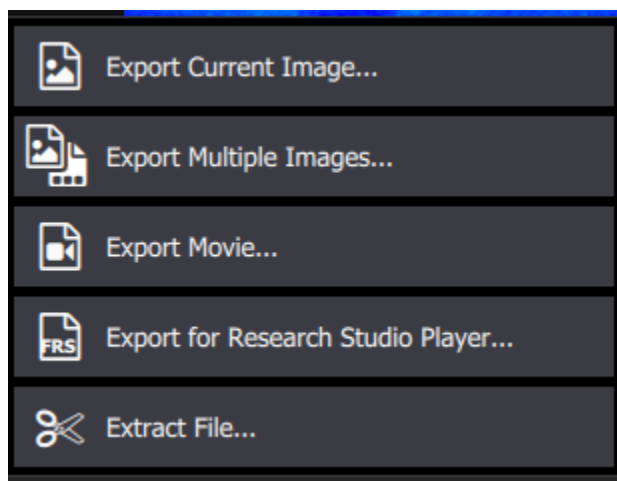 Export Current Image...
Export Multiple Images...
Export Movie...
FRS
Export for Research Studio Player...
Extract File...